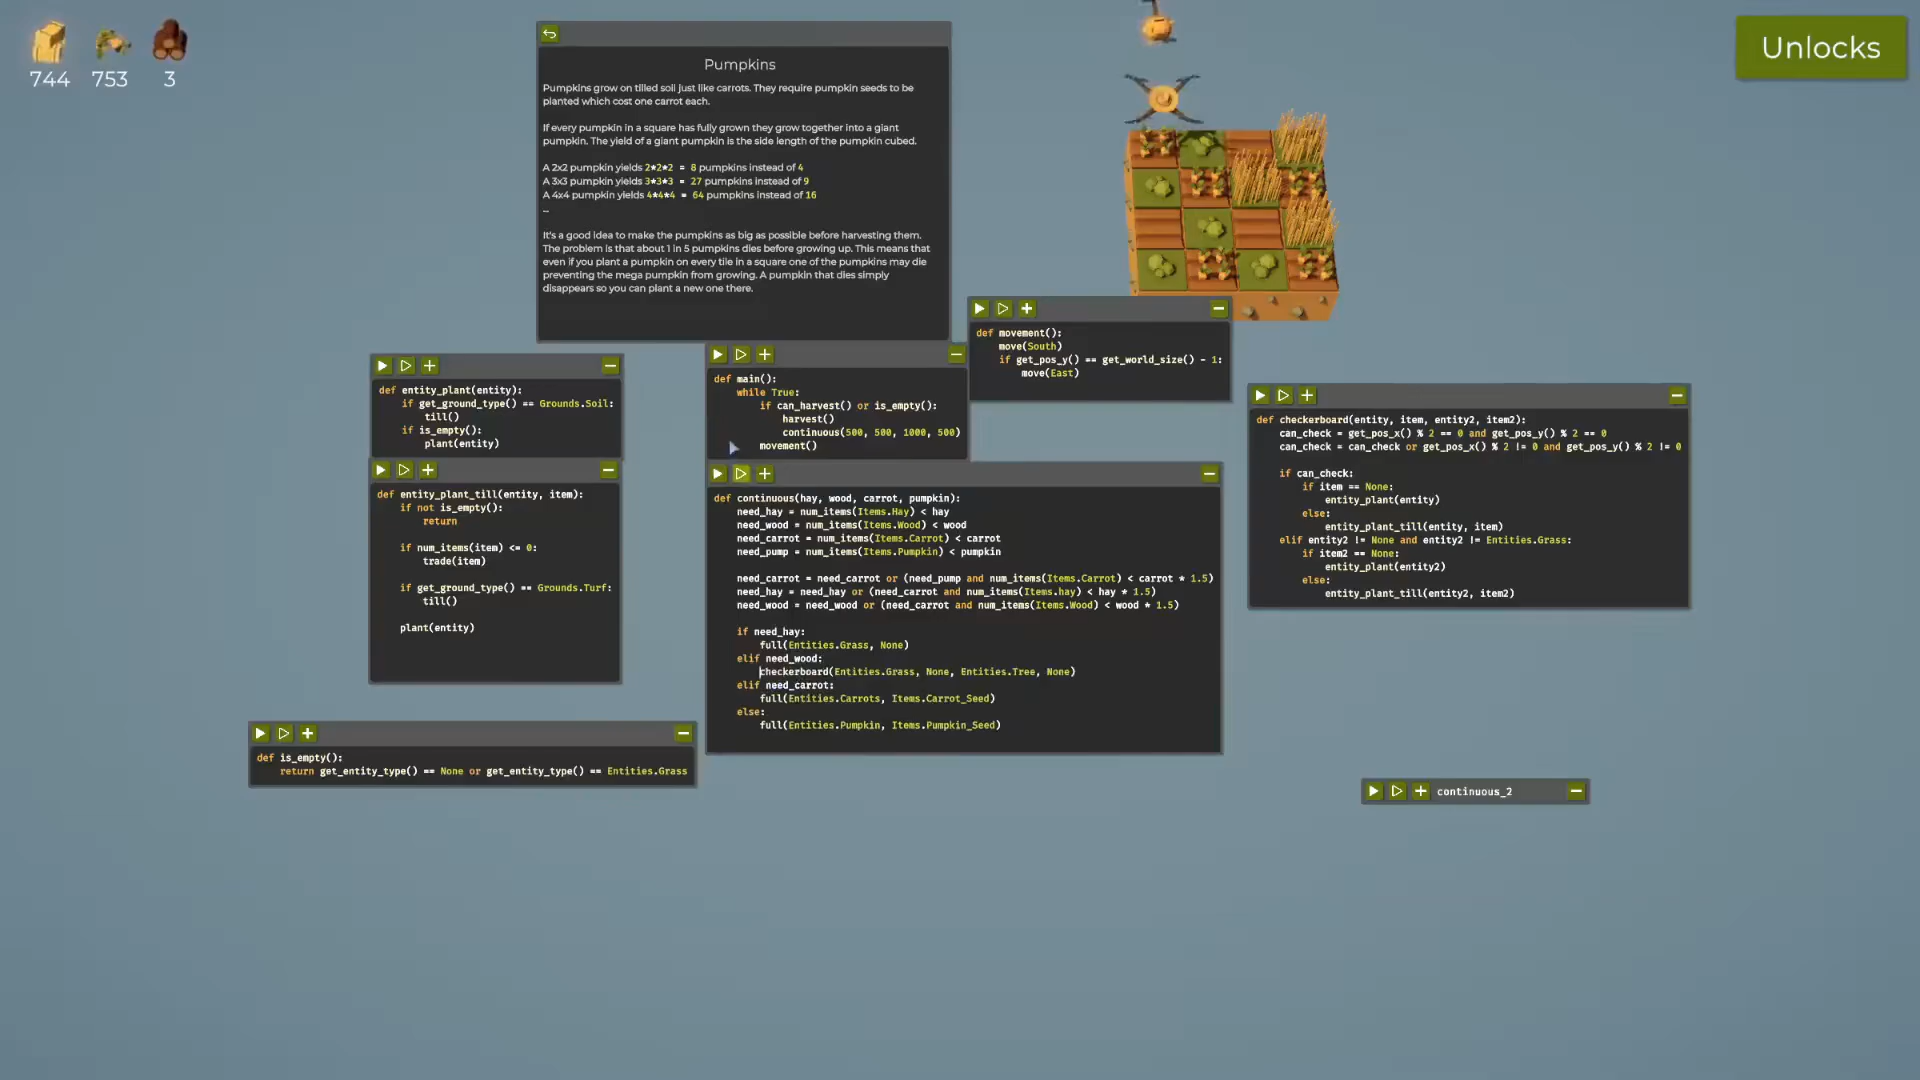 744 753 3
Unlocks
Pumpkins
Pumpkins grow on tilled soil just like carrots. They require pumpkin seeds to be
planted which cost one carrot each.
If every pumpkin in a square has fully grown they grow together into a giant
pumpkin. The yield of a giant pumpkin is the side length of the pumpkin cubed.
A 2x2 pumpkin yields 2*2*2 = 8 pumpkins instead of 4
A 3x3 pumpkin yields 3*3*3 = 27 pumpkins instead of 9
A 4x4 pumpkin yields 4*4*4 = 64 pumpkins instead of 16
...
It's a good idea to make the pumpkins as big as possible before harvesting them.
The problem is that about 1 in 5 pumpkins dies before growing up. This means that
even if you plant a pumpkin on every tile in a square one of the pumpkins may die
preventing the mega pumpkin from growing. A pumpkin that dies simply
disappears so you can plant a new one there.
def movement():
move(South)
if get_pos_y() == get_world_size() - 1:
move(East)
def entity_plant(entity):
if get_ground_type() == Grounds.Soil:
till()
if is_empty():
plant(entity)
def main():
while True:
if can_harvest() or is_empty():
harvest()
continuous(500, 500, 1000, 500)
movement()
def checkerboard(entity, item, entity2, item2):
can_check = get_pos_x() % 2 == 0 and get_pos_y() % 2 == 0
can_check = can_check or get_pos_x() % 2 != 0 and get_pos_y() % 2 != 0
if can_check:
if item == None:
entity_plant(entity)
else:
entity_plant_till(entity, item)
elif entity2 != None and entity2 != Entities.Grass:
if item2 == None:
entity_plant(entity2)
else:
entity_plant_till(entity2, item2)
def entity_plant_till(entity, item):
if not is_empty():
return
if num_items(item) <= 0:
trade(item)
if get_ground_type() == Grounds.Turf:
till()
plant(entity)
def continuous(hay, wood, carrot, pumpkin):
need_hay = num_items(Items.Hay) < hay
need_wood = num_items(Items.Wood) < wood
need_carrot = num_items(Items.Carrot) < carrot
need_pump = num_items(Items.Pumpkin) < pumpkin
need_carrot = need_carrot or (need_pump and num_items(Items.Carrot) < carrot * 1.5)
need_hay = need_hay or (need_carrot and num_items(Items.hay) < hay * 1.5)
need_wood = need_wood or (need_carrot and num_items(Items.Wood) < wood * 1.5)
if need_hay:
full(Entities.Grass, None)
elif need_wood:
checkerboard(Entities.Grass, None, Entities.Tree, None)
elif need_carrot:
full(Entities.Carrots, Items.Carrot_Seed)
else:
full(Entities.Pumpkin, Items.Pumpkin_Seed)
def is_empty():
return get_entity_type() == None or get_entity_type() == Entities.Grass
continuous_2